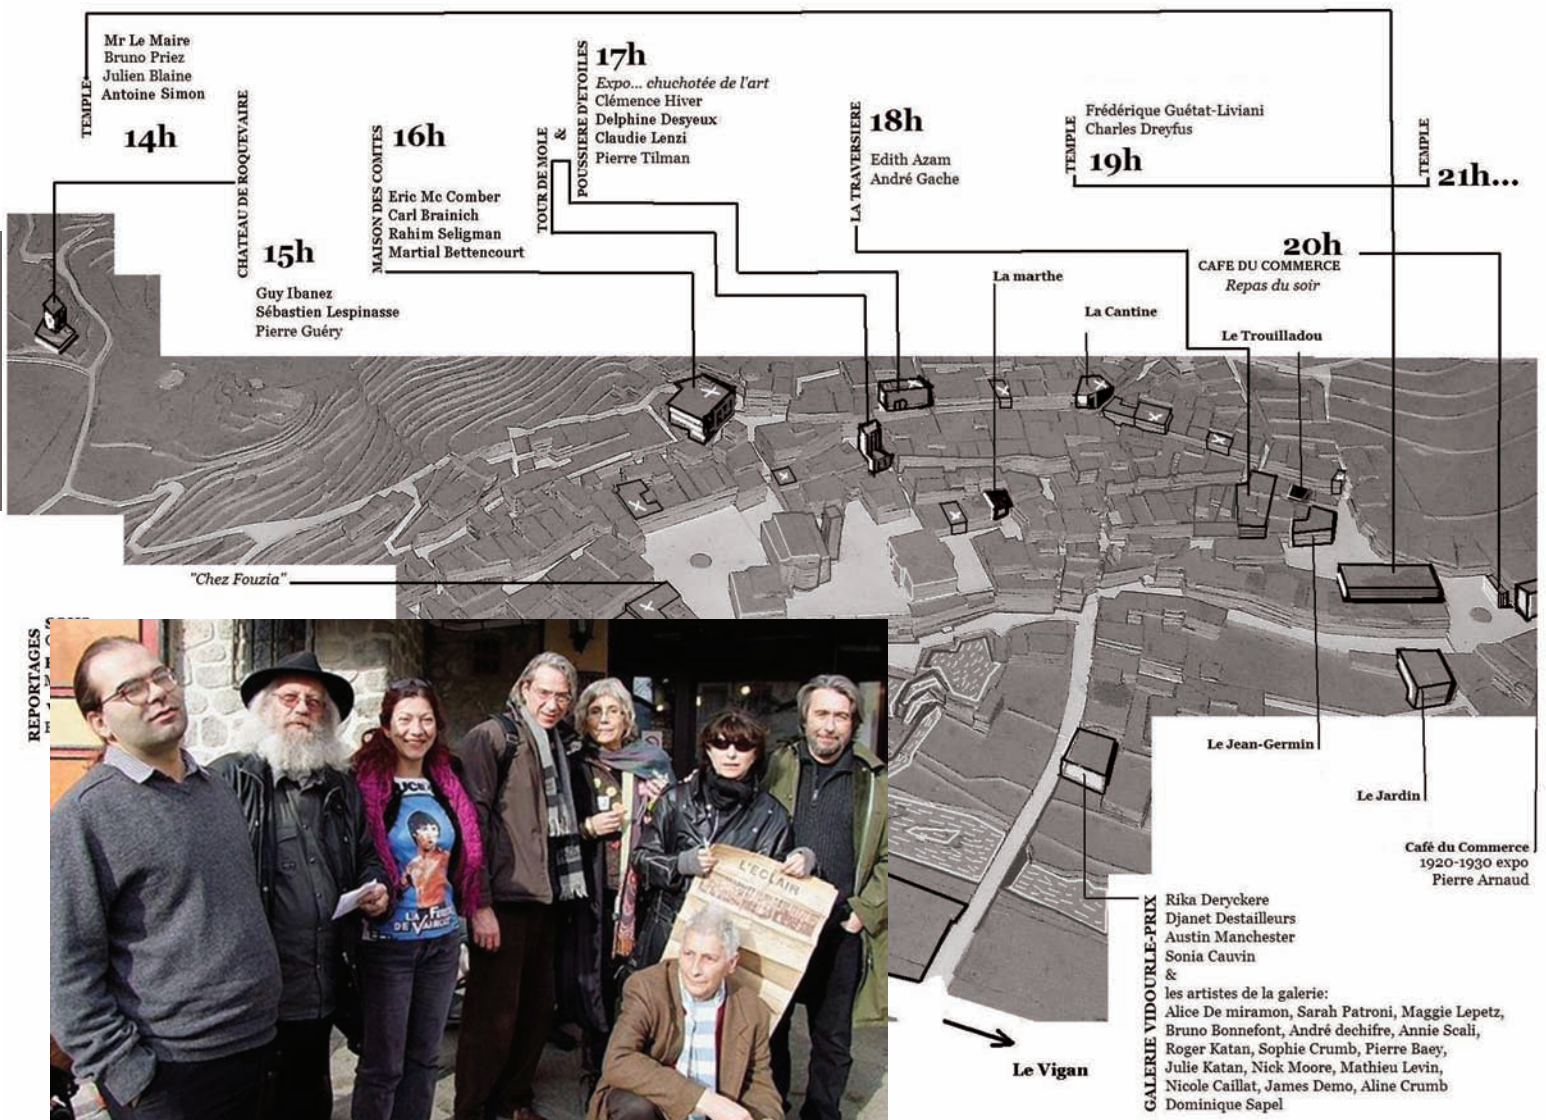 TEMPLE
Mr Le Maire
Bruno Priez
Julien Blaine
Antoine Simon
14h
CHATEAU DE ROQUEVAIRE
15h
Guy Ibanez
Sébastien Lespinasse
Pierre Guéry
MAISON DES COMTES
16h
Eric Mc Comber
Carl Brainich
Rahim Seligman
Martial Bettencourt
TOUR DE MOLE
&
POUSSIERE D'ETOILES
17h
Expo... chuchotée de l'art
Clémence Hiver
Delphine Desyeux
Claudie Lenzi
Pierre Tilman
LA TRAVERSIERE
18h
Edith Azam
André Gache
TEMPLE
Frédérique Guétat-Liviani
Charles Dreyfus
19h
TEMPLE
21h...
20h
CAFE DU COMMERCE
Repas du soir
La marthe
La Cantine
Le Trouilladou
"Chez Fouzia"
REPORTAGES
L'ECLAIR
LA
DE
Le Jean-Germin
Le Jardin
Café du Commerce
1920-1930 expo
Pierre Arnaud
GALERIE VIDOURLE-PRIX
Rika Deryckere
Djanet Destailleurs
Austin Manchester
Sonia Cauvin
&
les artistes de la galerie:
Alice De miramon, Sarah Patroni, Maggie Lepetz,
Bruno Bonnefont, André dechifre, Annie Scali,
Roger Katan, Sophie Crumb, Pierre Baey,
Julie Katan, Nick Moore, Mathieu Levin,
Nicole Caillat, James Demo, Aline Crumb
Dominique Sapel
Le Vigan